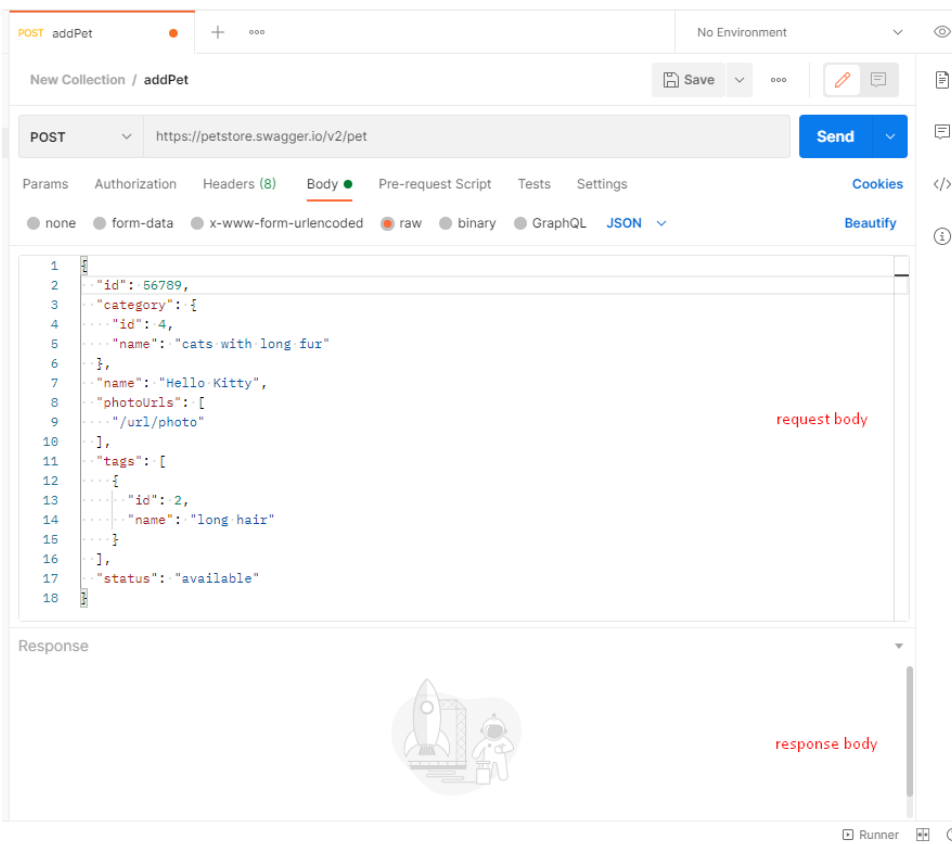 POST addPet
No Environment
New Collection / addPet
Save
POST https://petstore.swagger.io/v2/pet Send
Params Authorization Headers (8) Body Pre-request Script Tests Settings Cookies
none form-data x-www-form-urlencoded raw binary GraphQL JSON Beautify
1 {
2 "id": 56789,
3 "category": {
4 "id": 4,
5 "name": "cats with long fur"
6 },
7 "name": "Hello Kitty",
8 "photoUrls": [
9 "/url/photo"
request body
10 ],
11 "tags": [
12 {
13 "id": 2,
14 "name": "long hair"
15 }
16 ],
17 "status": "available"
18 }
Response
response body
Runner